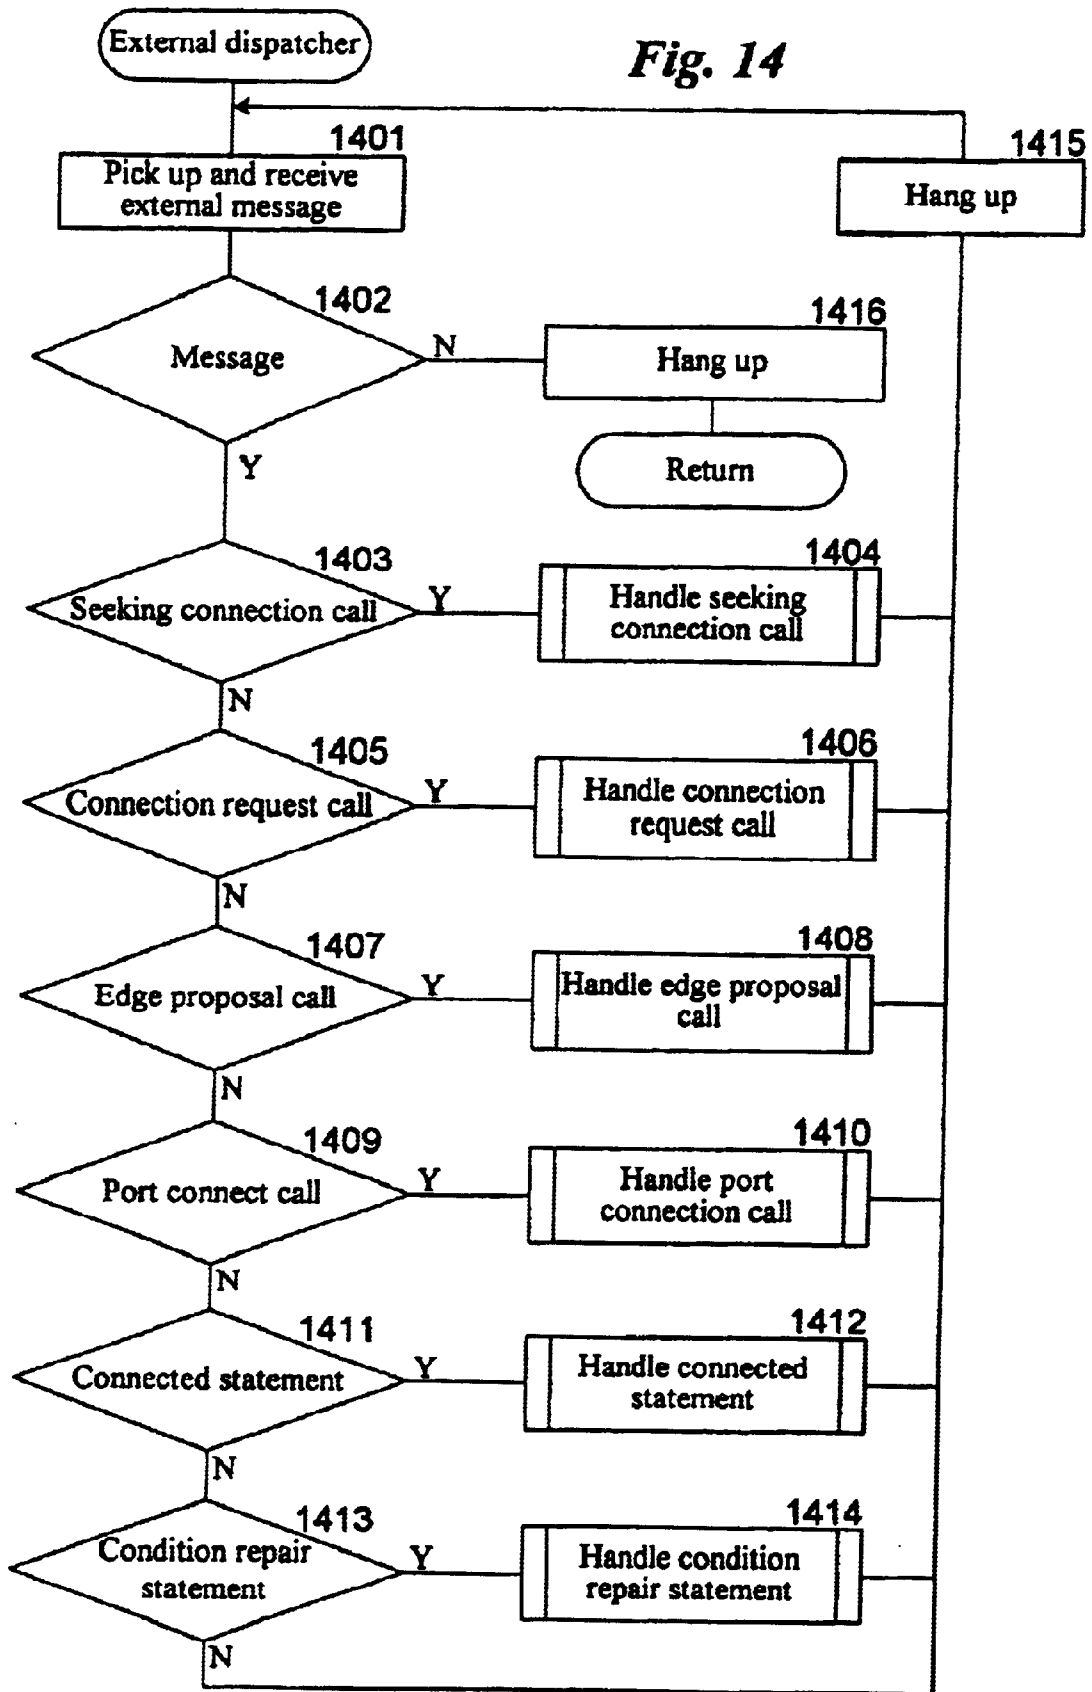 External dispatcher
Fig. 14
1401
Pick up and receive
external message
1415
Hang up
1402
Message
N
1416
Hang up
Y
Return
1403
Seeking connection call
Y
1404
Handle seeking
connection call
N
1405
Connection request call
Y
1406
Handle connection
request call
N
1407
Edge proposal call
Y
1408
Handle edge proposal
call
N
1409
Port connect call
Y
1410
Handle port
connection call
N
1411
Connected statement
Y
1412
Handle connected
statement
N
1413
Condition repair
statement
Y
1414
Handle condition
repair statement
N